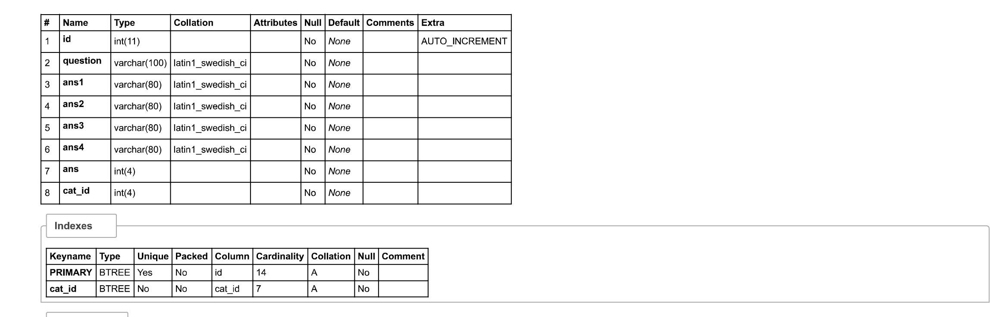 # Name Type Collation Attributes Null Default Comments Extra
1 id int(11) No None AUTO_INCREMENT
2 question varchar(100) latin1_swedish_ci No None
3 ans1 varchar(80) latin1_swedish_ci No None
4 ans2 varchar(80) latin1_swedish_ci No None
5 ans3 varchar(80) latin1_swedish_ci No None
6 ans4 varchar(80) latin1_swedish_ci No None
7 ans int(4) No None
8 cat_id int(4) No None
Indexes
Keyname Type Unique Packed Column Cardinality Collation Null Comment
PRIMARY BTREE Yes No id 14 A No
cat_id BTREE No No cat_id 7 A No